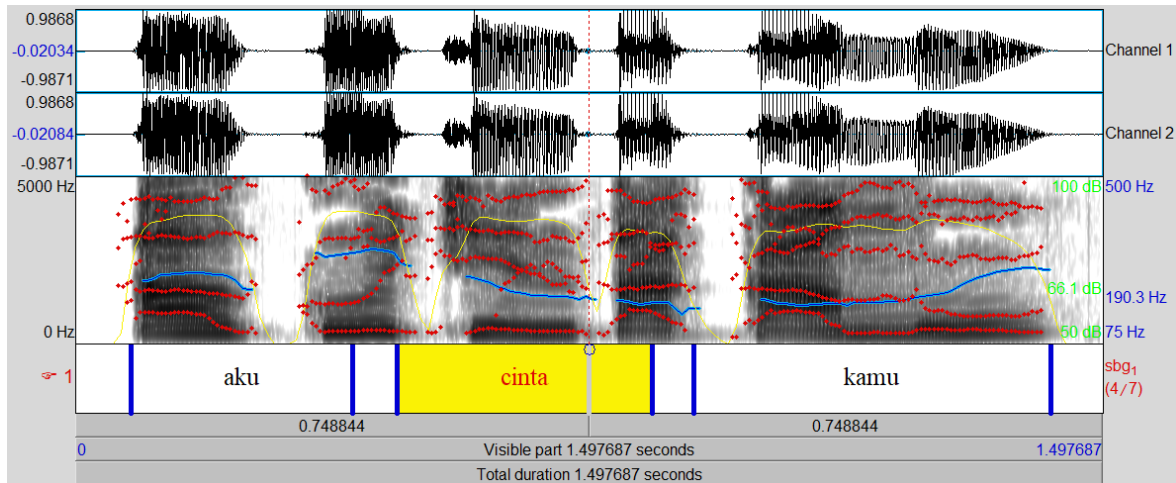 0.9868
-0.02034
-0.9871
Channel 1
0.9868
-0.02084
-0.9871
Channel 2
5000 Hz
100 dB
500 Hz
66.1 dB
190.3 Hz
0 Hz
50 dB
75 Hz
☞ 1
aku
cinta
kamu
sbg1
(4/7)
0.748844
0.748844
0
Visible part 1.497687 seconds
1.497687
Total duration 1.497687 seconds